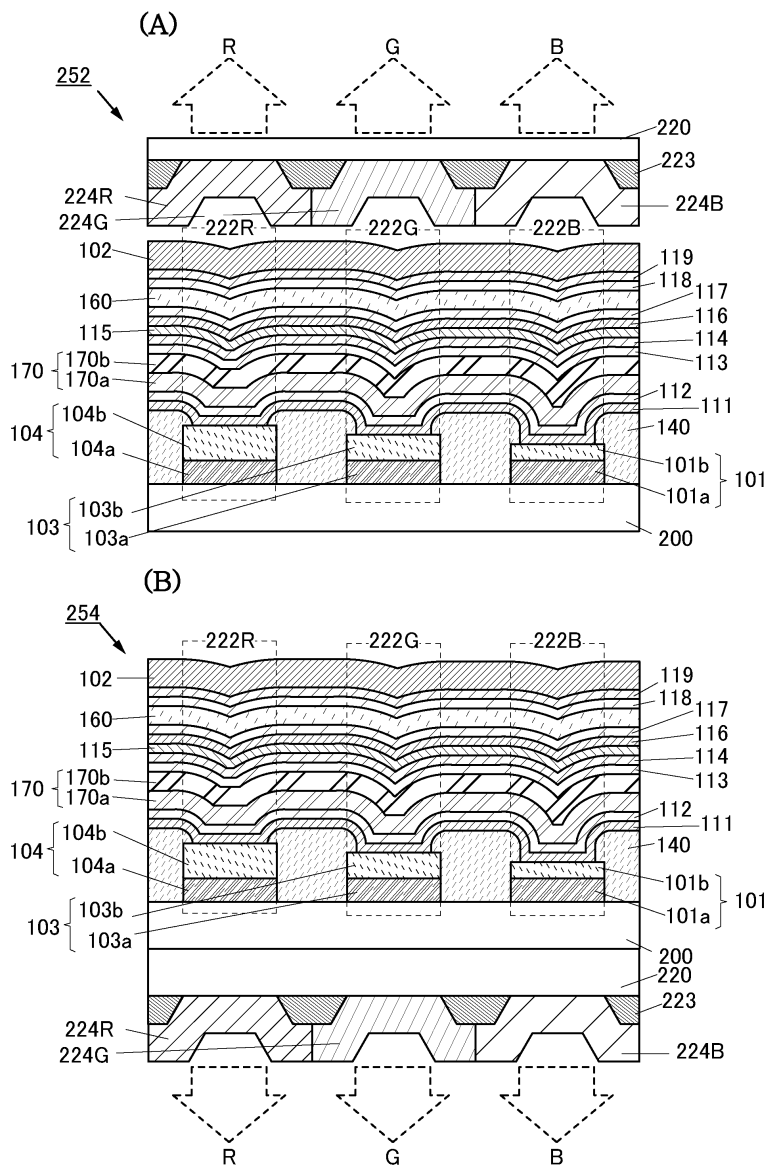 (A)
R G B
252
220
223
224R
224G
224B
222R 222G 222B
102
119
118
160
117
116
115
114
113
170 170b
170a
112
111
104 104b
104a
140
101b 101
101a
103 103b
103a
200
(B)
254
222R 222G 222B
102
119
118
160
117
116
115
114
113
170 170b
170a
112
111
104 104b
104a
140
101b 101
101a
103 103b
103a
200
220
223
224R
224G
224B
R G B